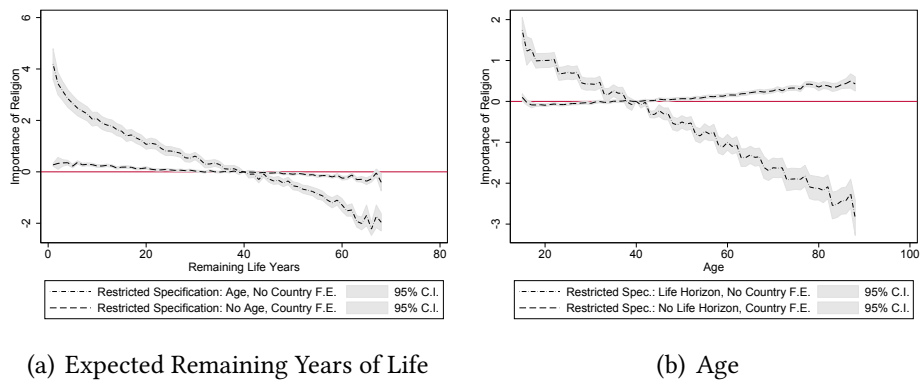 6
4
2
0
-2
Importance of Religion
0 20 40 60 80
Remaining Life Years
Restricted Specification: Age, No Country F.E. 95% C.I.
Restricted Specification: No Age, Country F.E. 95% C.I.
(a) Expected Remaining Years of Life
2
1
0
-1
-2
-3
Importance of Religion
20 40 60 80 100
Age
Restricted Spec.: Life Horizon, No Country F.E. 95% C.I.
Restricted Spec.: No Life Horizon, Country F.E. 95% C.I.
(b) Age